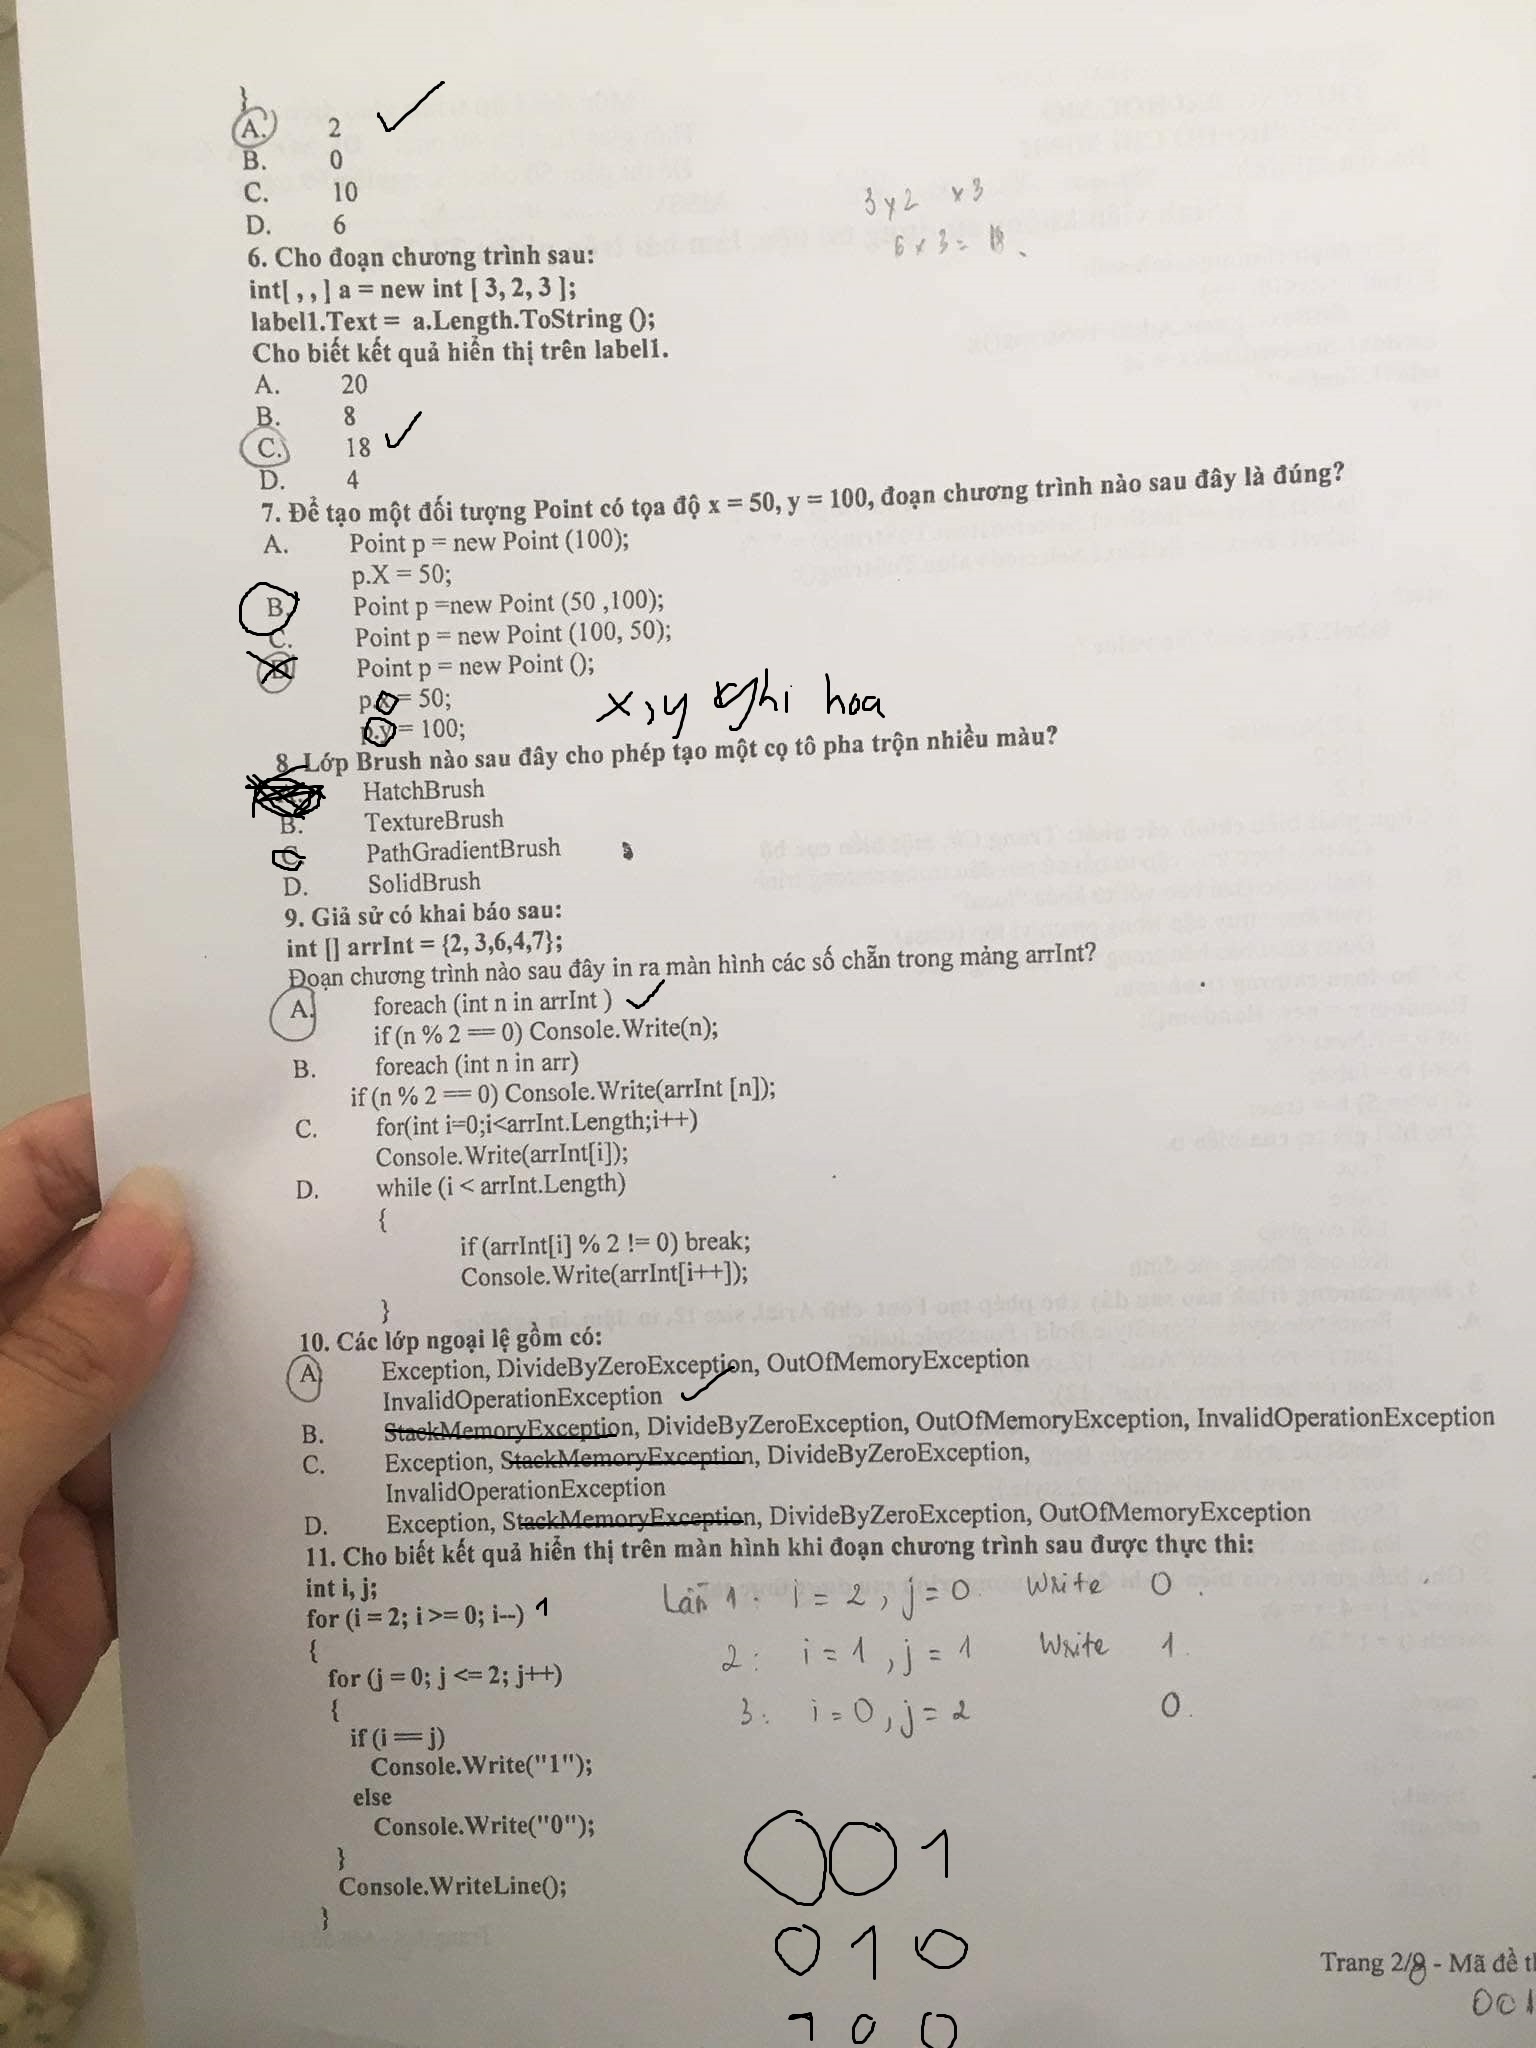 }
A. 2
B. 0
C. 10
D. 6
3 x 2 x 3
6 x 3 = 18
6. Cho đoạn chương trình sau:
int[ , , ] a = new int [ 3, 2, 3 ];
label1.Text = a.Length.ToString ();
Cho biết kết quả hiển thị trên label1.
A. 20
B. 8
C. 18
D. 4
7. Để tạo một đối tượng Point có tọa độ x = 50, y = 100, đoạn chương trình nào sau đây là đúng?
A. Point p = new Point (100);
p.X = 50;
B. Point p =new Point (50 ,100);
C. Point p = new Point (100, 50);
D. Point p = new Point ();
p.x = 50;
p.y = 100;
x, y ghi hoa
8. Lớp Brush nào sau đây cho phép tạo một cọ tô pha trộn nhiều màu?
HatchBrush
B. TextureBrush
C. PathGradientBrush
D. SolidBrush
9. Giả sử có khai báo sau:
int [] arrInt = {2, 3,6,4,7};
Đoạn chương trình nào sau đây in ra màn hình các số chẵn trong mảng arrInt?
A. foreach (int n in arrInt )
if (n % 2 == 0) Console.Write(n);
B. foreach (int n in arr)
if (n % 2 == 0) Console.Write(arrInt [n]);
C. for(int i=0;i<arrInt.Length;i++)
Console.Write(arrInt[i]);
D. while (i < arrInt.Length)
{
if (arrInt[i] % 2 != 0) break;
Console.Write(arrInt[i++]);
}
10. Các lớp ngoại lệ gồm có:
A. Exception, DivideByZeroException, OutOfMemoryException
InvalidOperationException
B. StackMemoryException, DivideByZeroException, OutOfMemoryException, InvalidOperationException
C. Exception, StackMemoryException, DivideByZeroException,
InvalidOperationException
D. Exception, StackMemoryException, DivideByZeroException, OutOfMemoryException
11. Cho biết kết quả hiển thị trên màn hình khi đoạn chương trình sau được thực thi:
int i, j;
for (i = 2; i >= 0; i--) 1
{
for (j = 0; j <= 2; j++)
{
if (i == j)
Console.Write("1");
else
Console.Write("0");
}
Console.WriteLine();
}
Lần 1: i = 2, j = 0. Write 0.
2: i = 1, j = 1 Write 1.
3: i = 0, j = 2 0.
0 0 1
0 1 0
1 0 0
Trang 2/8 - Mã đề
001